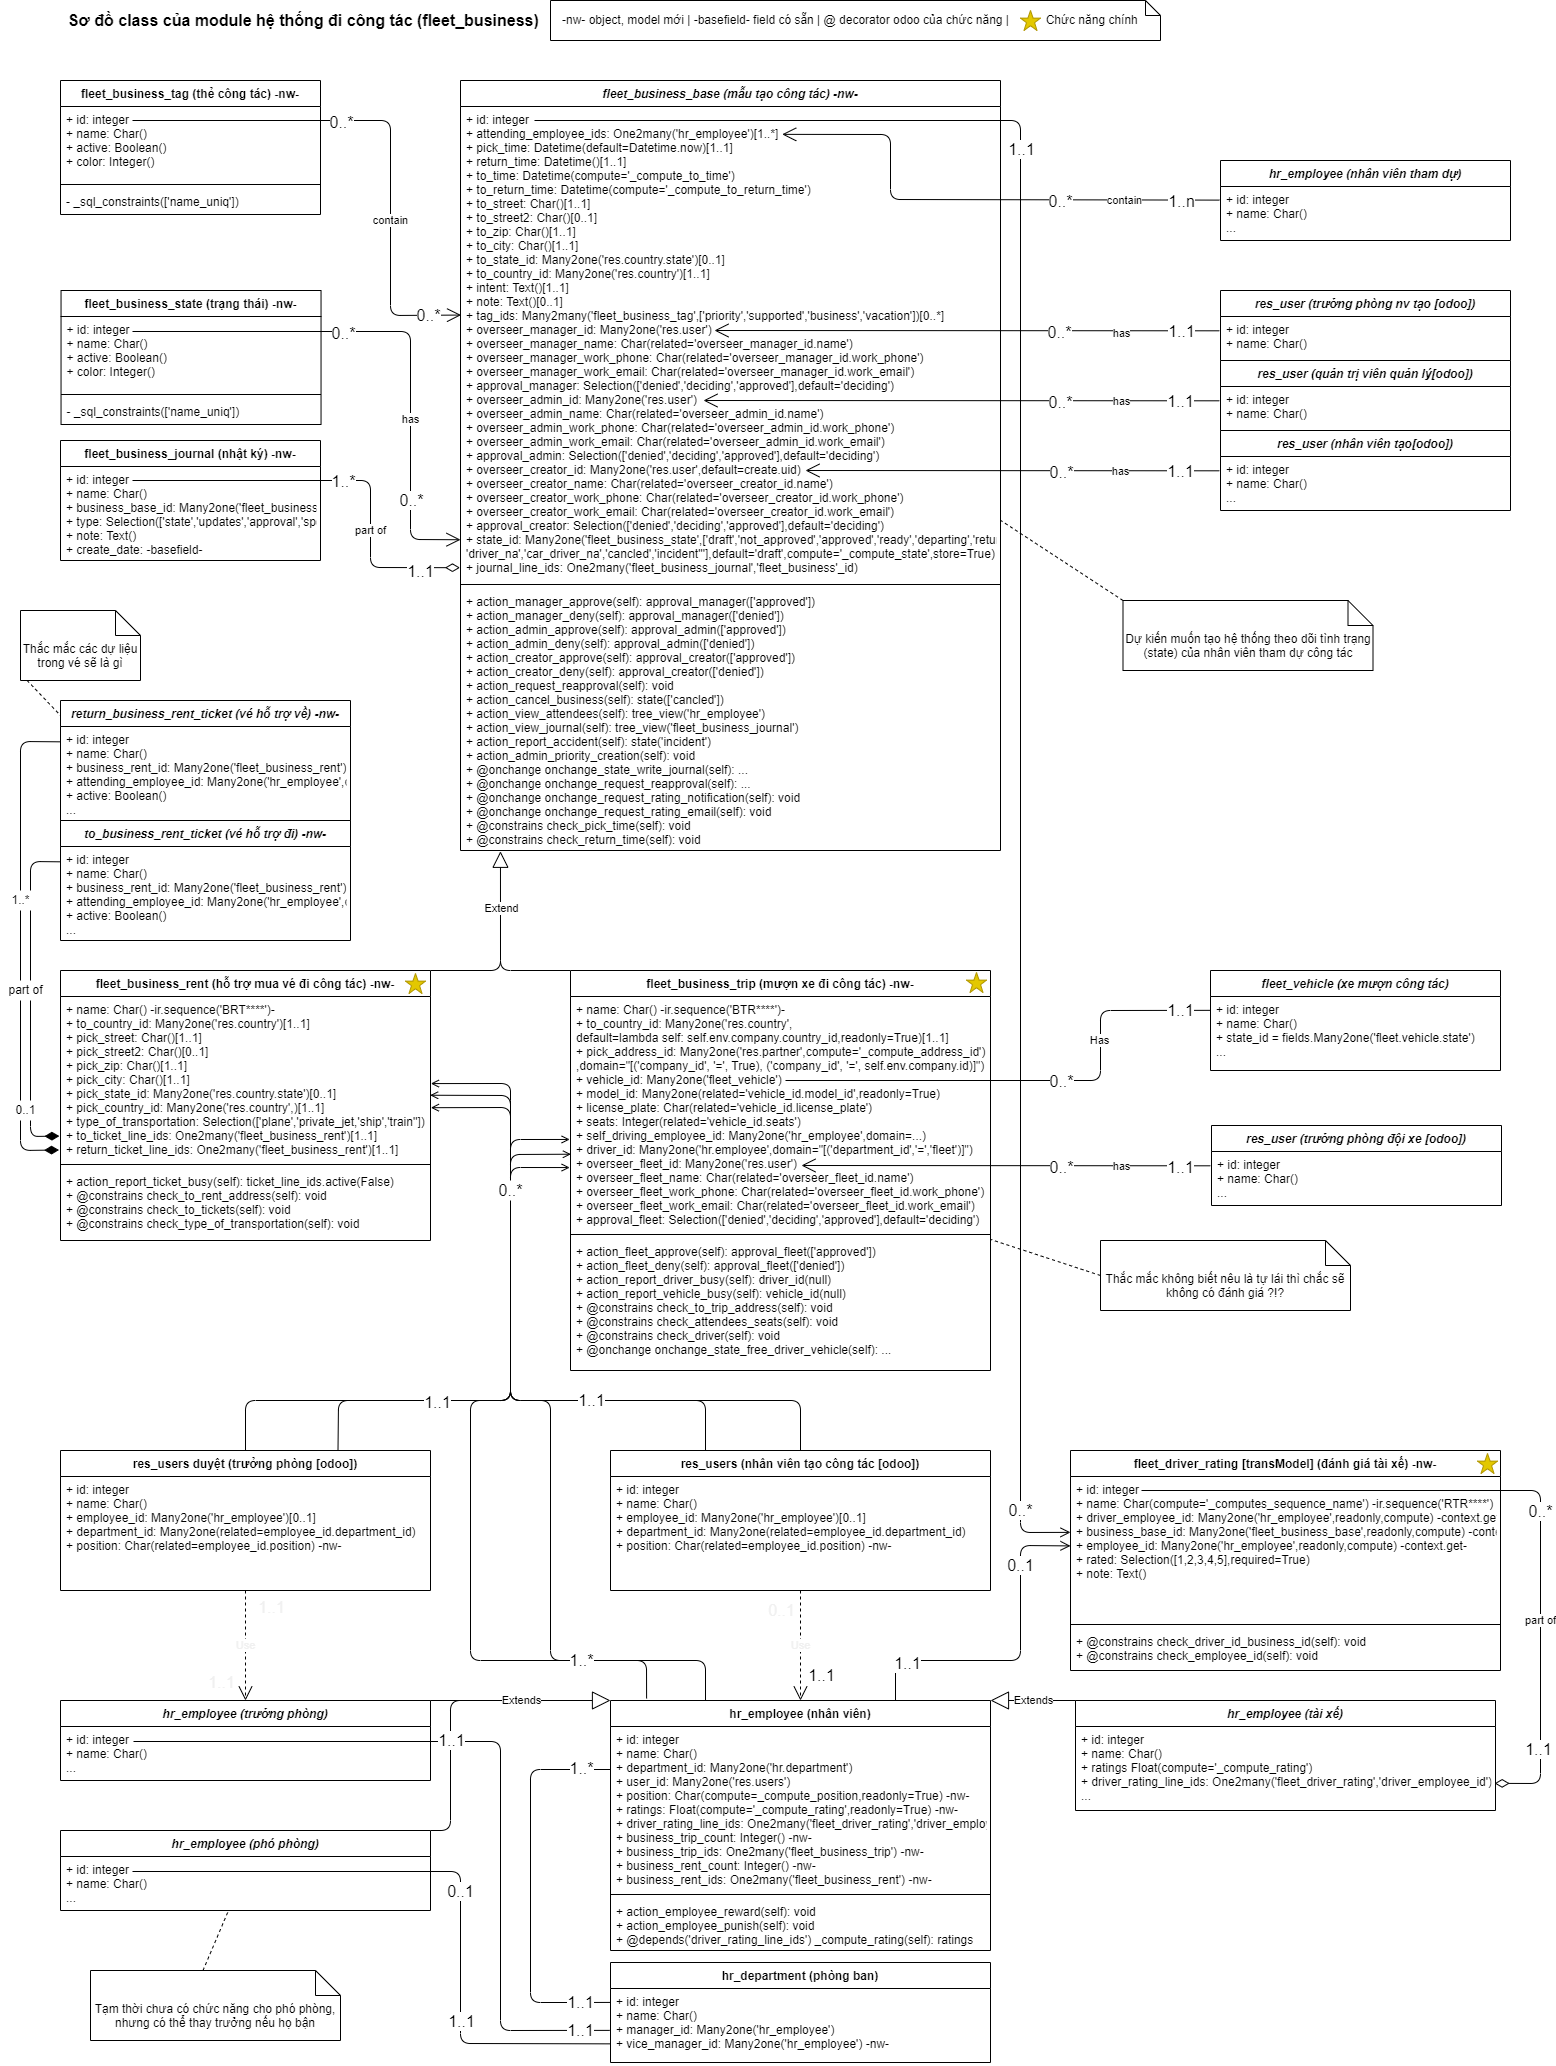 Sơ đồ class của module hệ thống đi công tác (fleet_business)
-nw- object, model mới | -basefield- field có sẵn | @ decorator odoo của chức năng | Chức năng chính
fleet_business_tag (thẻ công tác) -nw-
+ id: integer
+ name: Char()
+ active: Boolean()
+ color: Integer()
- _sql_constraints(['name_uniq'])
0..*
contain
0..*
fleet_business_state (trạng thái) -nw-
+ id: integer
+ name: Char()
+ active: Boolean()
+ color: Integer()
- _sql_constraints(['name_uniq'])
0..*
has
0..*
fleet_business_journal (nhật ký) -nw-
+ id: integer
+ name: Char()
+ business_base_id: Many2one('fleet_business
+ type: Selection(['state','updates','approval','sp
+ note: Text()
+ create_date: -basefield-
1..*
part of
1..1
fleet_business_base (mẫu tạo công tác) -nw-
+ id: integer
+ attending_employee_ids: One2many('hr_employee')[1..*]
+ pick_time: Datetime(default=Datetime.now)[1..1]
+ return_time: Datetime()[1..1]
+ to_time: Datetime(compute='_compute_to_time')
+ to_return_time: Datetime(compute='_compute_to_return_time')
+ to_street: Char()[1..1]
+ to_street2: Char()[0..1]
+ to_zip: Char()[1..1]
+ to_city: Char()[1..1]
+ to_state_id: Many2one('res.country.state')[0..1]
+ to_country_id: Many2one('res.country')[1..1]
+ intent: Text()[1..1]
+ note: Text()[0..1]
+ tag_ids: Many2many('fleet_business_tag',['priority','supported','business','vacation'])[0..*]
+ overseer_manager_id: Many2one('res.user')
+ overseer_manager_name: Char(related='overseer_manager_id.name')
+ overseer_manager_work_phone: Char(related='overseer_manager_id.work_phone')
+ overseer_manager_work_email: Char(related='overseer_manager_id.work_email')
+ approval_manager: Selection(['denied','deciding','approved'],default='deciding')
+ overseer_admin_id: Many2one('res.user')
+ overseer_admin_name: Char(related='overseer_admin_id.name')
+ overseer_admin_work_phone: Char(related='overseer_admin_id.work_phone')
+ overseer_admin_work_email: Char(related='overseer_admin_id.work_email')
+ approval_admin: Selection(['denied','deciding','approved'],default='deciding')
+ overseer_creator_id: Many2one('res.user',default=create.uid)
+ overseer_creator_name: Char(related='overseer_creator_id.name')
+ overseer_creator_work_phone: Char(related='overseer_creator_id.work_phone')
+ overseer_creator_work_email: Char(related='overseer_creator_id.work_email')
+ approval_creator: Selection(['denied','deciding','approved'],default='deciding')
+ state_id: Many2one('fleet_business_state',['draft','not_approved','approved','ready','departing','retu
'driver_na','car_driver_na','cancled','incident'"],default='draft',compute='_compute_state',store=True)
+ journal_line_ids: One2many('fleet_business_journal','fleet_business'_id)
+ action_manager_approve(self): approval_manager(['approved'])
+ action_manager_deny(self): approval_manager(['denied'])
+ action_admin_approve(self): approval_admin(['approved'])
+ action_admin_deny(self): approval_admin(['denied'])
+ action_creator_approve(self): approval_creator(['approved'])
+ action_creator_deny(self): approval_creator(['denied'])
+ action_request_reapproval(self): void
+ action_cancel_business(self): state(['cancled'])
+ action_view_attendees(self): tree_view('hr_employee')
+ action_view_journal(self): tree_view('fleet_business_journal')
+ action_report_accident(self): state('incident')
+ action_admin_priority_creation(self): void
+ @onchange onchange_state_write_journal(self): ...
+ @onchange onchange_request_reapproval(self): ...
+ @onchange onchange_request_rating_notification(self): void
+ @onchange onchange_request_rating_email(self): void
+ @constrains check_pick_time(self): void
+ @constrains check_return_time(self): void
1..1
0..*
contain
1..n
hr_employee (nhân viên tham dự)
+ id: integer
+ name: Char()
...
0..*
has
1..1
res_user (trưởng phòng nv tạo [odoo])
+ id: integer
+ name: Char()
0..*
has
1..1
res_user (quản trị viên quản lý[odoo])
+ id: integer
+ name: Char()
0..*
has
1..1
res_user (nhân viên tạo[odoo])
+ id: integer
+ name: Char()
...
Dự kiến muốn tạo hệ thống theo dõi tình trạng
(state) của nhân viên tham dự công tác
Thắc mắc các dự liệu
trong vé sẽ là gì
return_business_rent_ticket (vé hỗ trợ về) -nw-
+ id: integer
+ name: Char()
+ business_rent_id: Many2one('fleet_business_rent')
+ attending_employee_id: Many2one('hr_employee',
+ active: Boolean()
...
to_business_rent_ticket (vé hỗ trợ đi) -nw-
+ id: integer
+ name: Char()
+ business_rent_id: Many2one('fleet_business_rent')
+ attending_employee_id: Many2one('hr_employee',
+ active: Boolean()
...
1..*
part of
0..1
Extend
fleet_business_rent (hỗ trợ mua vé đi công tác) -nw-
+ name: Char() -ir.sequence('BRT****')-
+ to_country_id: Many2one('res.country')[1..1]
+ pick_street: Char()[1..1]
+ pick_street2: Char()[0..1]
+ pick_zip: Char()[1..1]
+ pick_city: Char()[1..1]
+ pick_state_id: Many2one('res.country.state')[0..1]
+ pick_country_id: Many2one('res.country',)[1..1]
+ type_of_transportation: Selection(['plane','private_jet,'ship','train''])
+ to_ticket_line_ids: One2many('fleet_business_rent')[1..1]
+ return_ticket_line_ids: One2many('fleet_business_rent')[1..1]
+ action_report_ticket_busy(self): ticket_line_ids.active(False)
+ @constrains check_to_rent_address(self): void
+ @constrains check_to_tickets(self): void
+ @constrains check_type_of_transportation(self): void
fleet_business_trip (mượn xe đi công tác) -nw-
+ name: Char() -ir.sequence('BTR****')-
+ to_country_id: Many2one('res.country',
default=lambda self: self.env.company.country_id,readonly=True)[1..1]
+ pick_address_id: Many2one('res.partner',compute='_compute_address_id')
,domain="[('company_id', '=', True), ('company_id', '=', self.env.company.id)]")
+ vehicle_id: Many2one('fleet_vehicle')
+ model_id: Many2one(related='vehicle_id.model_id',readonly=True)
+ license_plate: Char(related='vehicle_id.license_plate')
+ seats: Integer(related='vehicle_id.seats')
+ self_driving_employee_id: Many2one('hr_employee',domain=...)
+ driver_id: Many2one('hr.employee',domain="[('department_id','=','fleet')]")
+ overseer_fleet_id: Many2one('res.user')
+ overseer_fleet_name: Char(related='overseer_fleet_id.name')
+ overseer_fleet_work_phone: Char(related='overseer_fleet_id.work_phone')
+ overseer_fleet_work_email: Char(related='overseer_fleet_id.work_email')
+ approval_fleet: Selection(['denied','deciding','approved'],default='deciding')
+ action_fleet_approve(self): approval_fleet(['approved'])
+ action_fleet_deny(self): approval_fleet(['denied'])
+ action_report_driver_busy(self): driver_id(null)
+ action_report_vehicle_busy(self): vehicle_id(null)
+ @constrains check_to_trip_address(self): void
+ @constrains check_attendees_seats(self): void
+ @constrains check_driver(self): void
+ @onchange onchange_state_free_driver_vehicle(self): ...
0..*
0..*
Has
1..1
fleet_vehicle (xe mượn công tác)
+ id: integer
+ name: Char()
+ state_id = fields.Many2one('fleet.vehicle.state')
...
0..*
has
1..1
res_user (trưởng phòng đội xe [odoo])
+ id: integer
+ name: Char()
...
Thắc mắc không biết nêu là tự lái thì chắc sẽ
không có đánh giá ?!?
1..1
1..1
res_users duyệt (trưởng phòng [odoo])
+ id: integer
+ name: Char()
+ employee_id: Many2one('hr_employee')[0..1]
+ department_id: Many2one(related=employee_id.department_id)
+ position: Char(related=employee_id.position) -nw-
res_users (nhân viên tạo công tác [odoo])
+ id: integer
+ name: Char()
+ employee_id: Many2one('hr_employee')[0..1]
+ department_id: Many2one(related=employee_id.department_id)
+ position: Char(related=employee_id.position) -nw-
0..*
0..1
fleet_driver_rating [transModel] (đánh giá tài xế) -nw-
+ id: integer
+ name: Char(compute='_computes_sequence_name') -ir.sequence('RTR****')
+ driver_employee_id: Many2one('hr_employee',readonly,compute) -context.ge
+ business_base_id: Many2one('fleet_business_base',readonly,compute) -cont
+ employee_id: Many2one('hr_employee',readonly,compute) -context.get-
+ rated: Selection([1,2,3,4,5],required=True)
+ note: Text()
+ @constrains check_driver_id_business_id(self): void
+ @constrains check_employee_id(self): void
0..*
part of
1..1
1..1
Use
1..1
0..1
Use
1..1
1..*
1..1
hr_employee (trưởng phòng)
+ id: integer
+ name: Char()
...
Extends
1..1
hr_employee (nhân viên)
+ id: integer
+ name: Char()
+ department_id: Many2one('hr.department')
+ user_id: Many2one('res.users')
+ position: Char(compute=_compute_position,readonly=True) -nw-
+ ratings: Float(compute='_compute_rating',readonly=True) -nw-
+ driver_rating_line_ids: One2many('fleet_driver_rating','driver_emplo
+ business_trip_count: Integer() -nw-
+ business_trip_ids: One2many('fleet_business_trip') -nw-
+ business_rent_count: Integer() -nw-
+ business_rent_ids: One2many('fleet_business_rent') -nw-
+ action_employee_reward(self): void
+ action_employee_punish(self): void
+ @depends('driver_rating_line_ids') _compute_rating(self): ratings
Extends
hr_employee (tài xế)
+ id: integer
+ name: Char()
+ ratings Float(compute='_compute_rating')
+ driver_rating_line_ids: One2many('fleet_driver_rating','driver_employee_id')
...
1..*
hr_employee (phó phòng)
+ id: integer
+ name: Char()
...
0..1
Tạm thời chưa có chức năng cho phó phòng,
nhưng có thể thay trưởng nếu họ bận
1..1
1..1
1..1
hr_department (phòng ban)
+ id: integer
+ name: Char()
+ manager_id: Many2one('hr_employee')
+ vice_manager_id: Many2one('hr_employee') -nw-